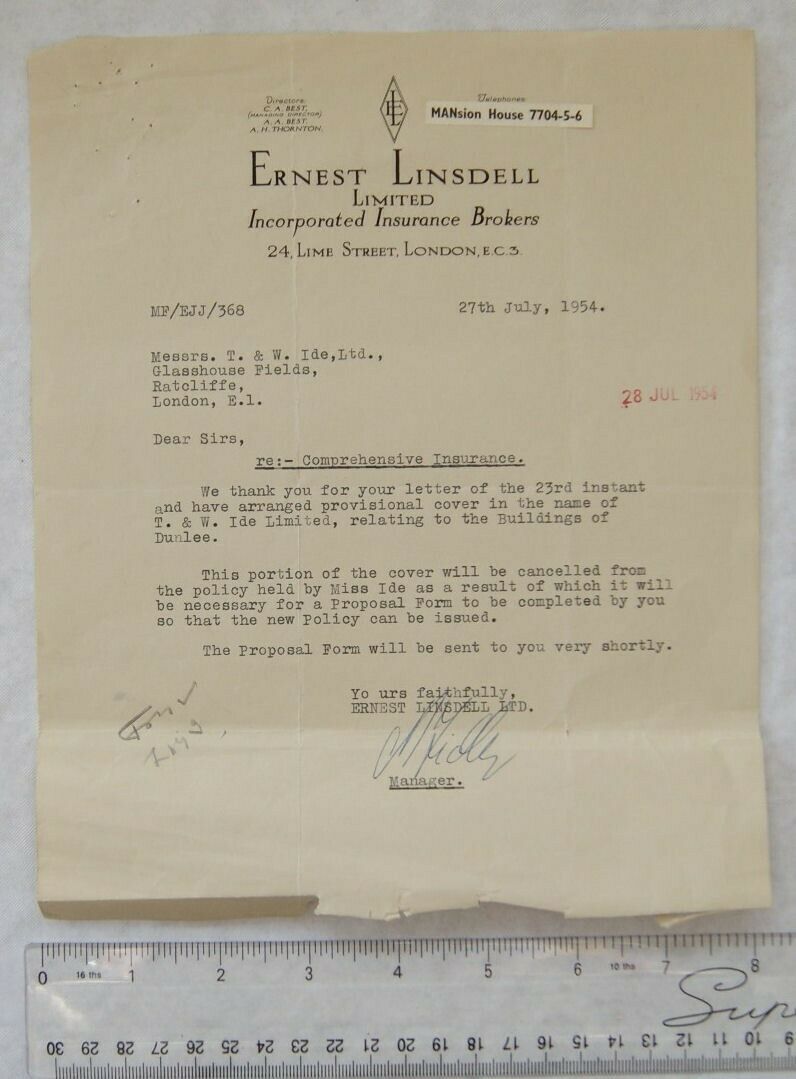 Directors:
C. A. BEST,
(MANAGING DIRECTOR)
A. A. BEST.
A. H. THORNTON.
LE
Telephones
MANsion House 7704-5-6
ERNEST LINSDELL
LIMITED
Incorporated Insurance Brokers
24, LIME STREET, LONDON, E.C.3.
MF/EJJ/368
27th July, 1954.
Messrs. T. & W. Ide,Ltd.,
Glasshouse Fields,
Ratcliffe,
London, E.1.
28 JUL 1954
Dear Sirs,
re:- Comprehensive Insurance.
We thank you for your letter of the 23rd instant
and have arranged provisional cover in the name of
T. & W. Ide Limited, relating to the Buildings of
Dunlee.
This portion of the cover will be cancelled from
the policy held by Miss Ide as a result of which it will
be necessary for a Proposal Form to be completed by you
so that the new Policy can be issued.
The Proposal Form will be sent to you very shortly.
Yo urs faithfully,
ERNEST LINSDELL LTD.
Manager.
0 16 ths 1 2 3 4 5 6 10 ths 7 8
30 29 28 27 26 25 24 23 22 21 20 19 18 17 16 15 14 13 12 11 10 9